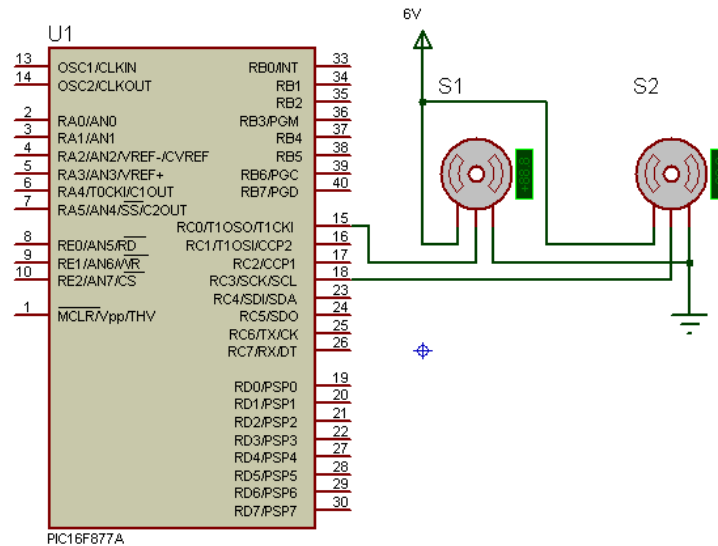 6V
U1
S1
S2
13 OSC1/CLKIN
14 OSC2/CLKOUT
2 RA0/AN0
3 RA1/AN1
4 RA2/AN2/VREF-/CVREF
5 RA3/AN3/VREF+
6 RA4/T0CKI/C1OUT
7 RA5/AN4/SS/C2OUT
8 RE0/AN5/RD
9 RE1/AN6/WR
10 RE2/AN7/CS
1 MCLR/Vpp/THV
RB0/INT 33
RB1 34
RB2 35
RB3/PGM 36
RB4 37
RB5 38
RB6/PGC 39
RB7/PGD 40
RC0/T1OSO/T1CKI 15
RC1/T1OSI/CCP2 16
RC2/CCP1 17
RC3/SCK/SCL 18
RC4/SDI/SDA 23
RC5/SDO 24
RC6/TX/CK 25
RC7/RX/DT 26
RD0/PSP0 19
RD1/PSP1 20
RD2/PSP2 21
RD3/PSP3 22
RD4/PSP4 27
RD5/PSP5 28
RD6/PSP6 29
RD7/PSP7 30
+88.8
PIC16F877A